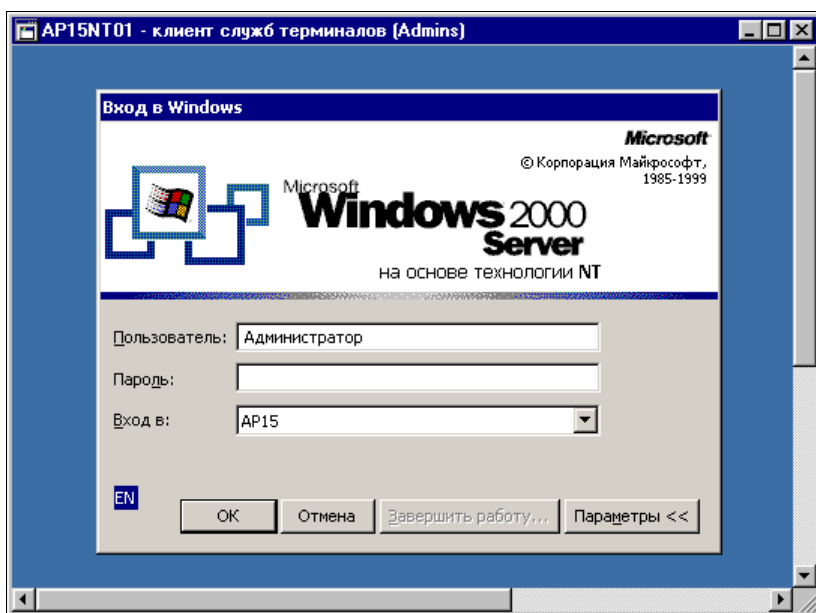 AP15NT01 - клиент служб терминалов (Admins)
Вход в Windows
Microsoft
© Корпорация Майкрософт,
1985-1999
Microsoft
Windows 2000
Server
на основе технологии NT
Пользователь: Администратор
Пароль:
Вход в: AP15
EN
ОК Отмена Завершить работу... Параметры <<